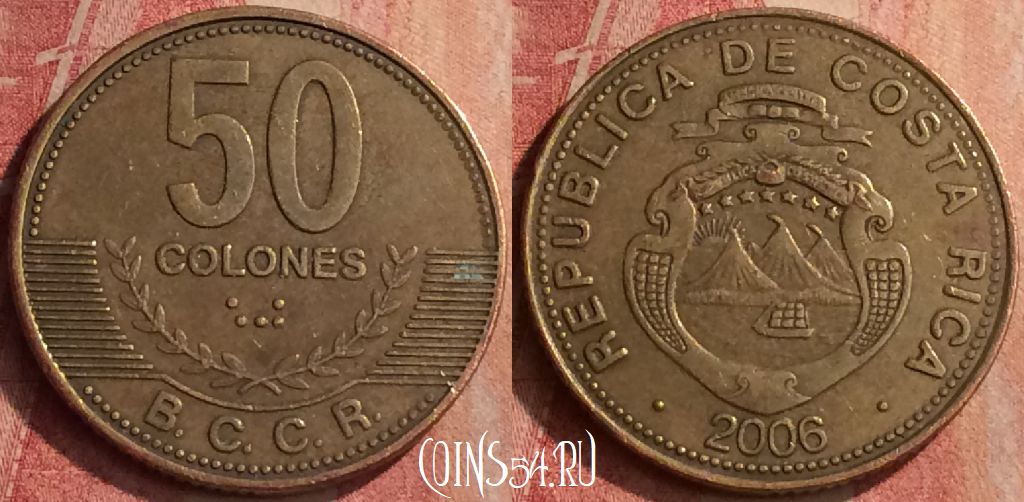 50
COLONES
B. C. C. R.
REPUBLICA DE COSTA RICA
2006
COINS54.RU